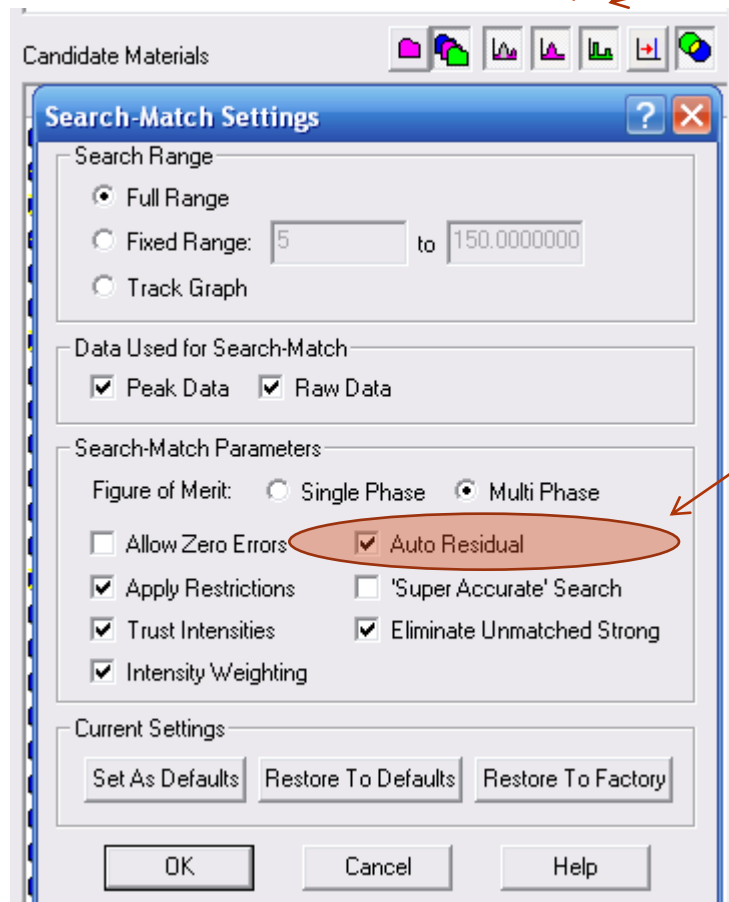 Candidate Materials
Search-Match Settings
Search Range
Full Range
Fixed Range: 5 to 150.0000000
Track Graph
Data Used for Search-Match
Peak Data Raw Data
Search-Match Parameters
Figure of Merit: Single Phase Multi Phase
Allow Zero Errors Auto Residual
Apply Restrictions 'Super Accurate' Search
Trust Intensities Eliminate Unmatched Strong
Intensity Weighting
Current Settings
Set As Defaults Restore To Defaults Restore To Factory
OK Cancel Help